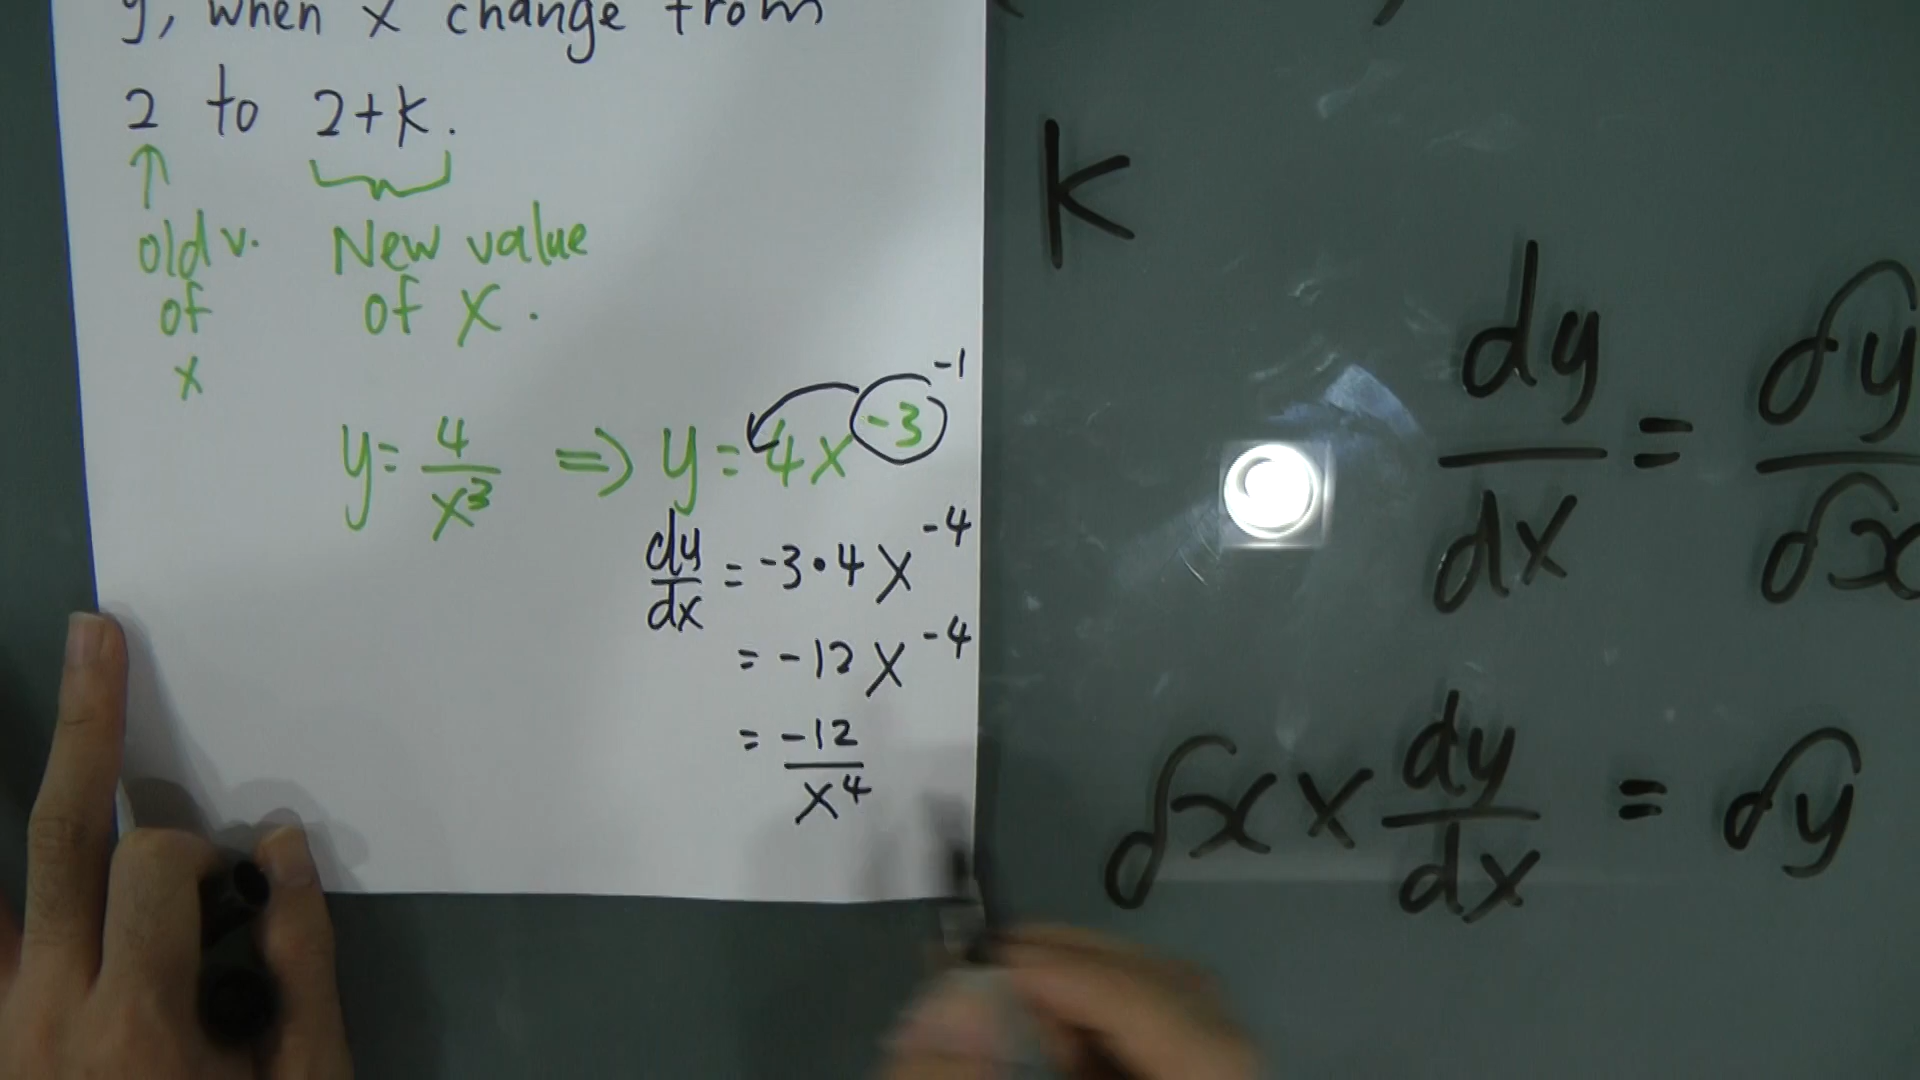 y, when x change from
2 to 2+k.
↑
old v. New value
of of x.
x
y = 4/x³ ⇒ y = 4x⁻³ ⁻¹
dy/dx = -3•4x⁻⁴
= -12x⁻⁴
= -12/x⁴
k
dy/dx = δy/δx
δx × dy/dx = δy